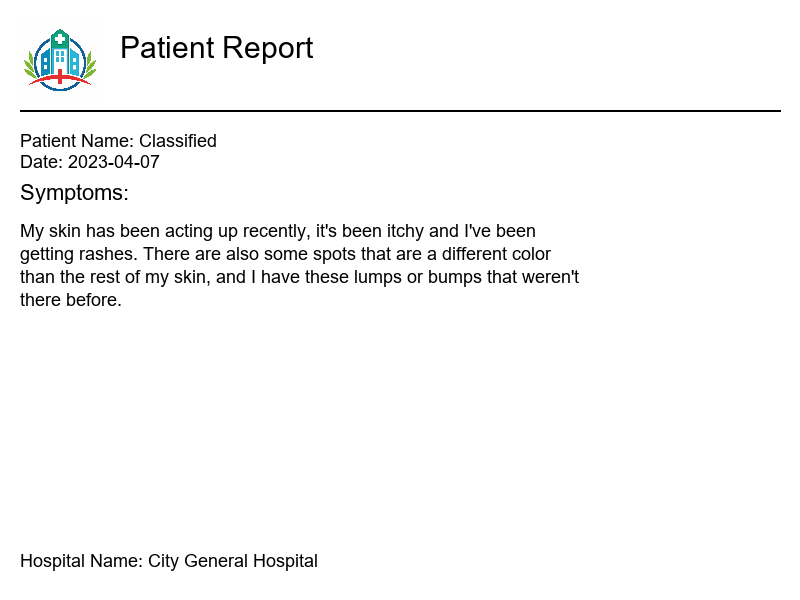 Patient Report
Patient Name: Classified
Date: 2023-04-07
Symptoms:
My skin has been acting up recently, it's been itchy and I've been
getting rashes. There are also some spots that are a different color
than the rest of my skin, and I have these lumps or bumps that weren't
there before.
Hospital Name: City General Hospital